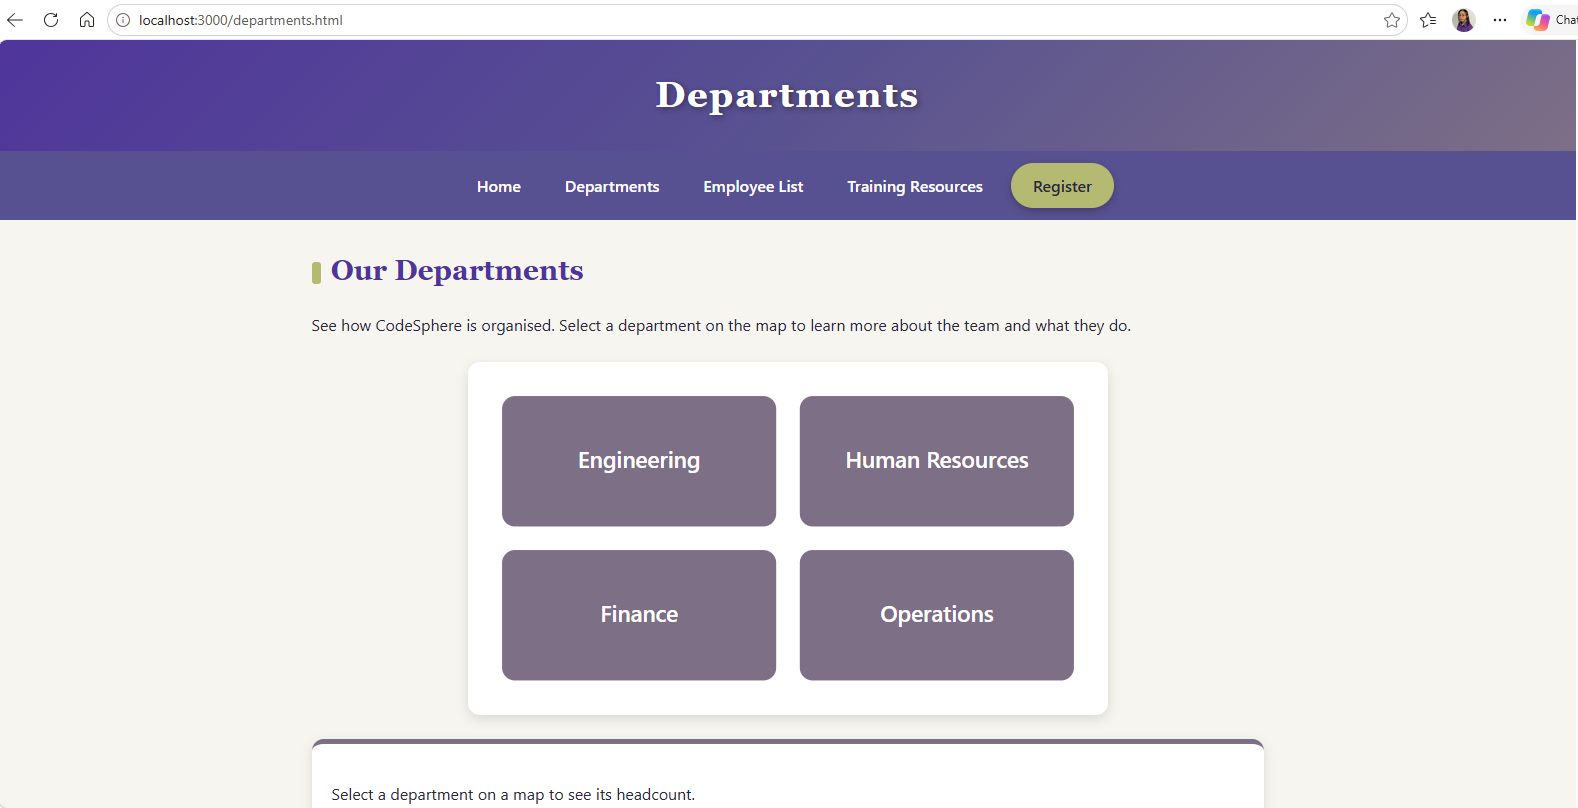 localhost:3000/departments.html
Chat
Departments
Home Departments Employee List Training Resources Register
Our Departments
See how CodeSphere is organised. Select a department on the map to learn more about the team and what they do.
Engineering Human Resources
Finance Operations
Select a department on a map to see its headcount.